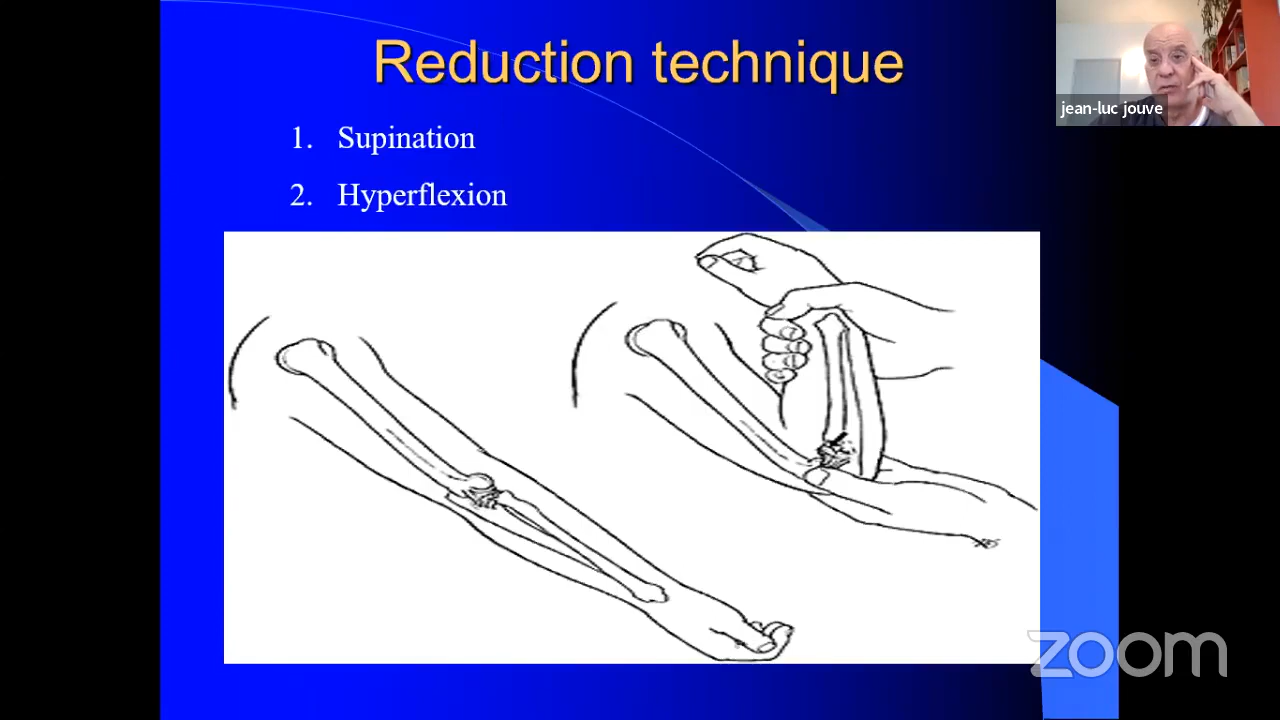 Reduction technique
jean-luc jouve
1. Supination
2. Hyperflexion
zoom